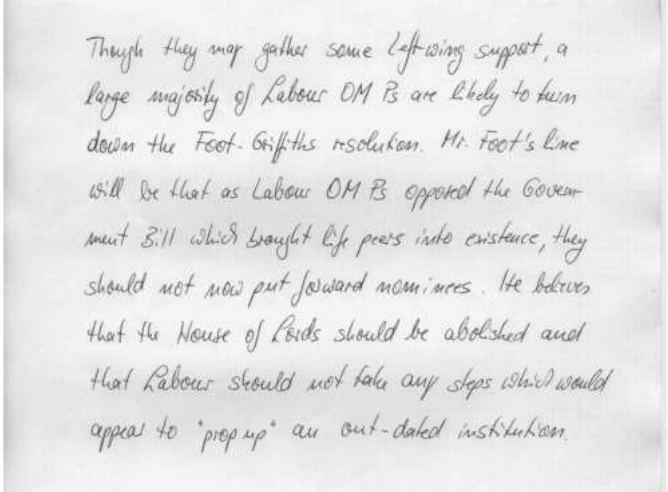 Though they may gather some Left-wing support, a
large majority of Labour OM Ps are likely to turn
down the Foot-Griffiths resolution. Mr. Foot's line
will be that as Labour OM Ps opposed the Govern-
ment Bill which brought life peers into existence, they
should not now put forward nominees. He believes
that the House of Lords should be abolished and
that Labour should not take any steps which would
appear to "prop up" an out-dated institution.